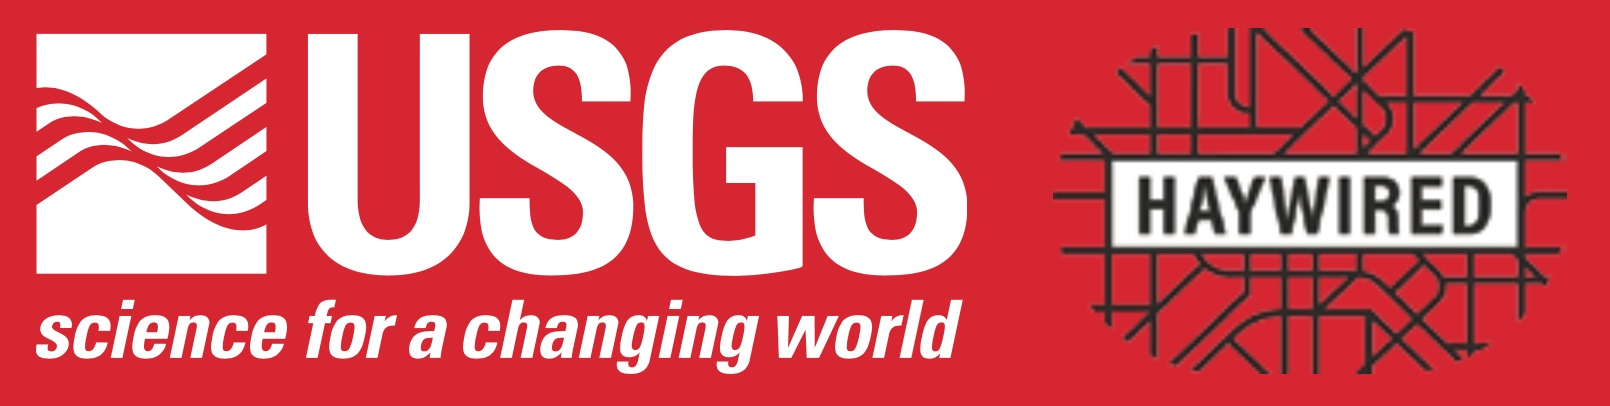 USGS
science for a changing world
HAYWIRED